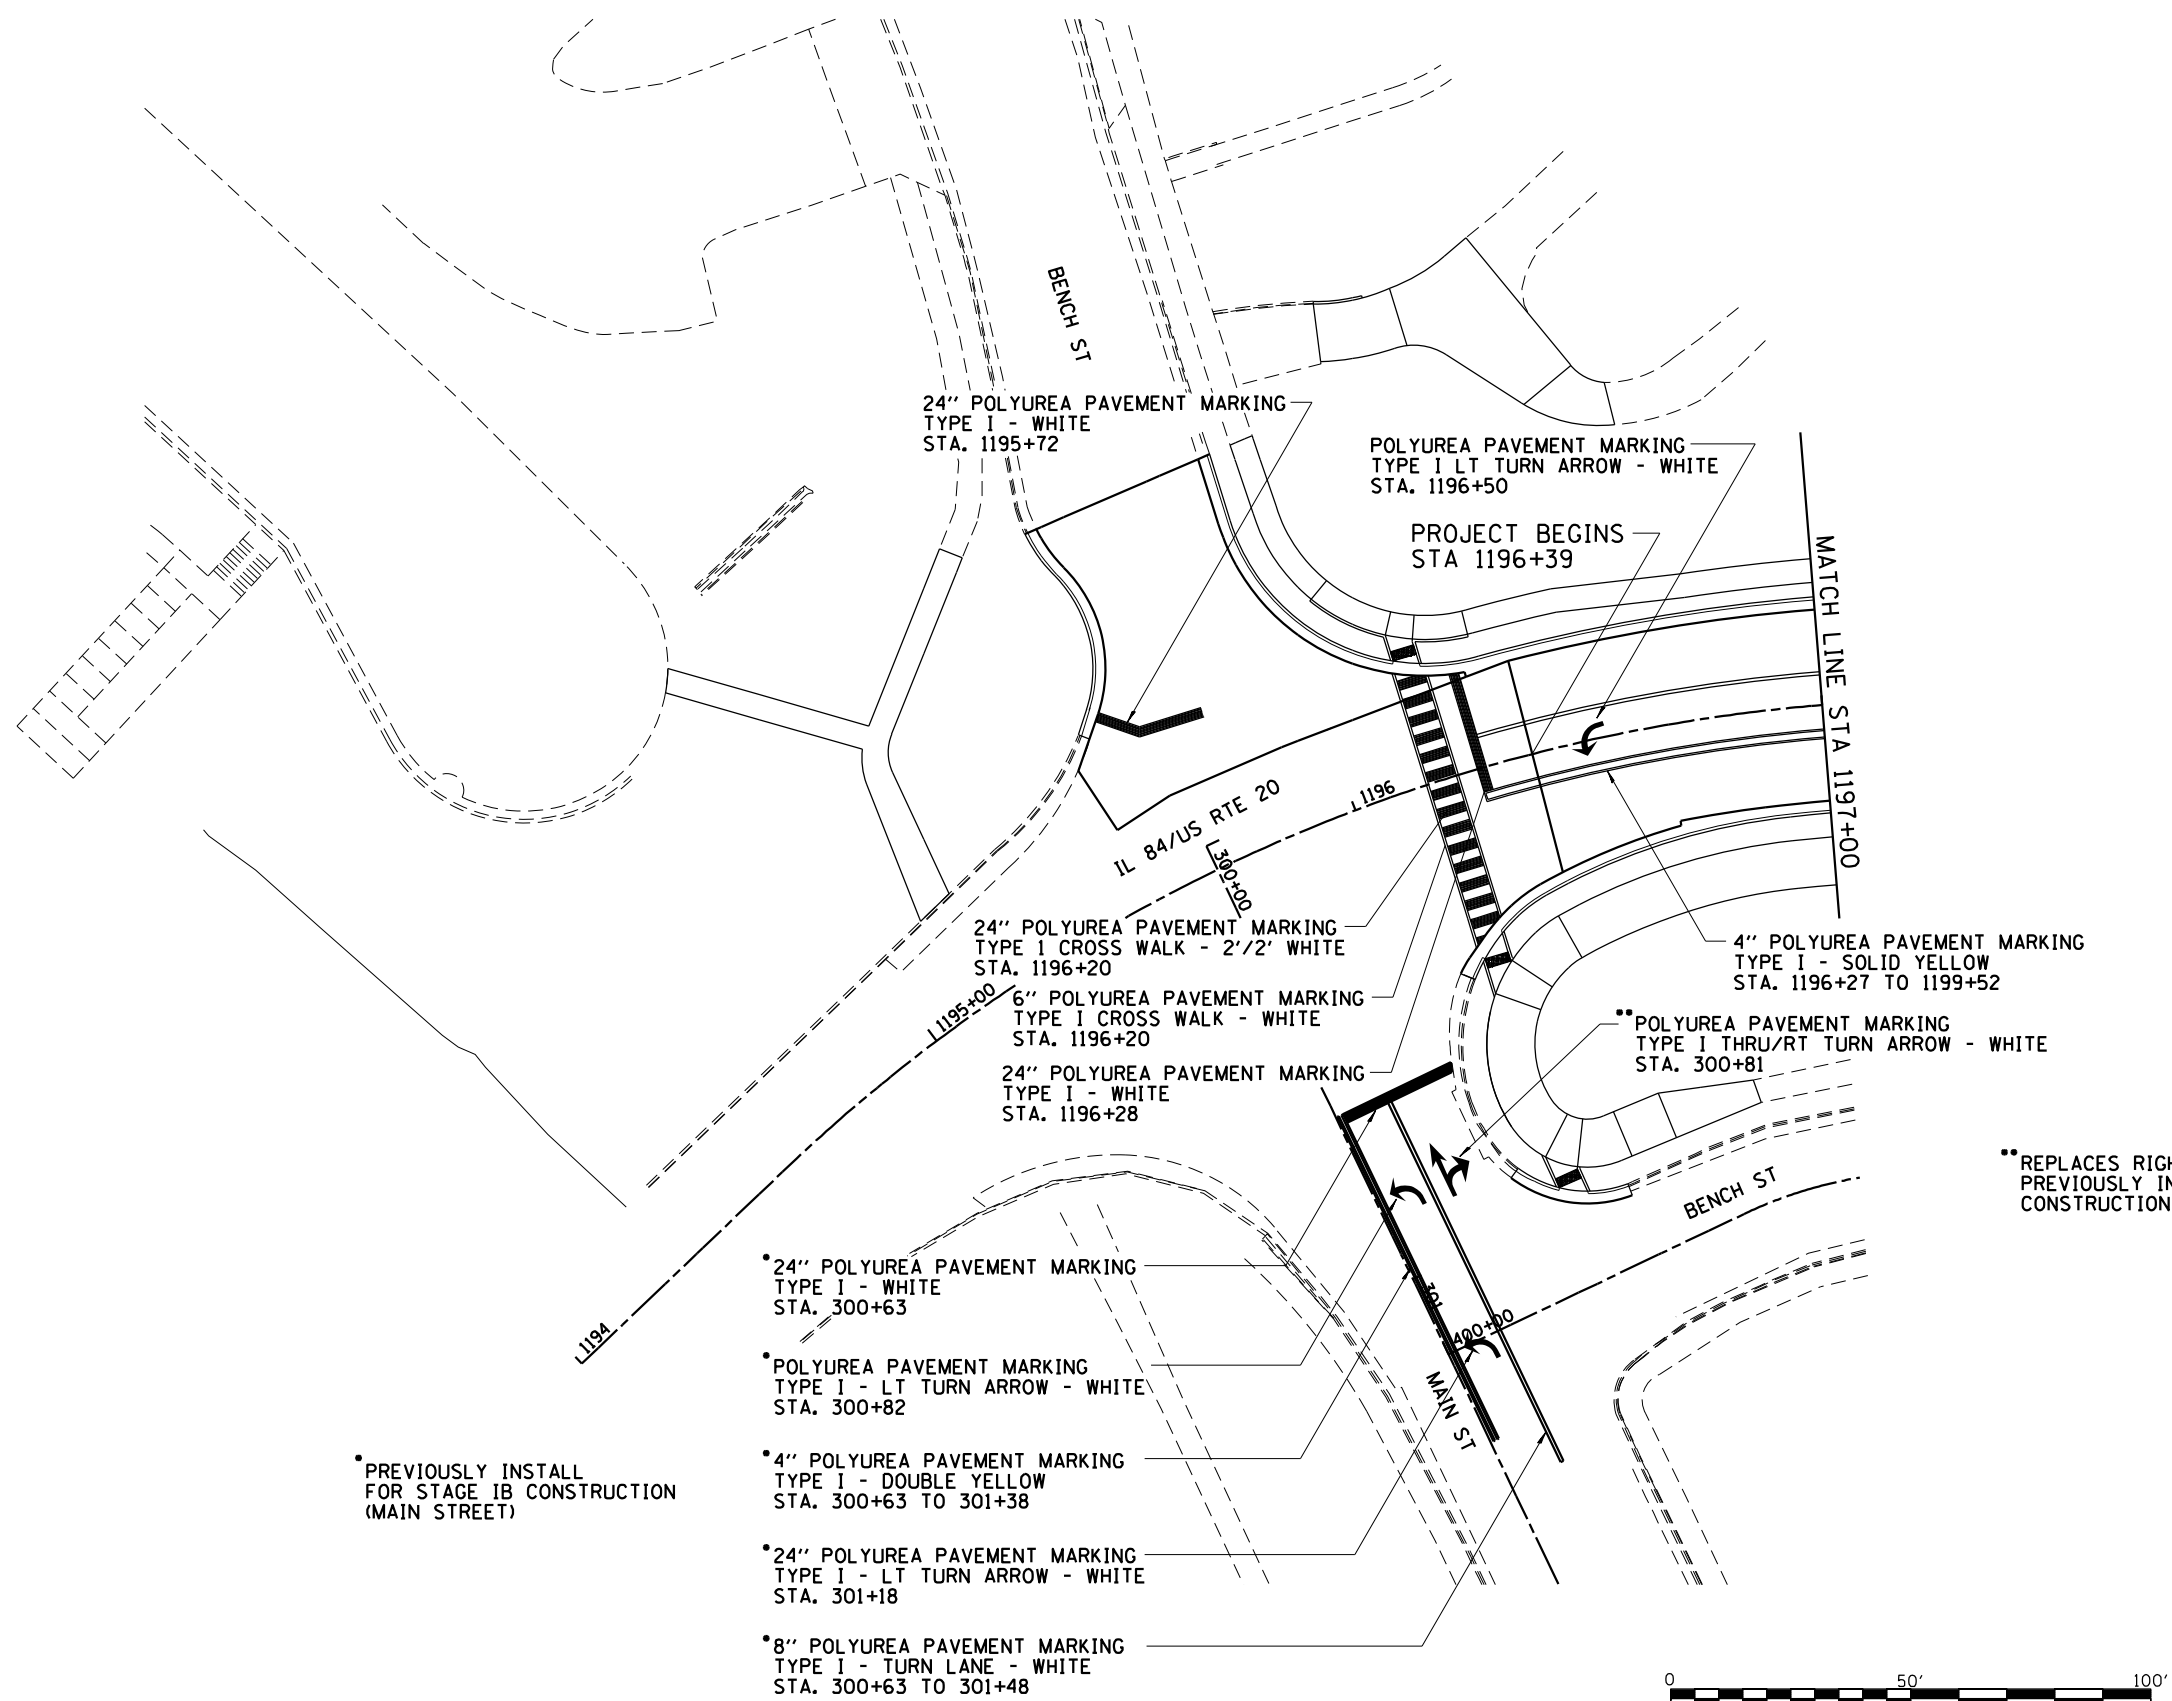 BENCH ST
24" POLYUREA PAVEMENT MARKING
TYPE I - WHITE
STA. 1195+72
POLYUREA PAVEMENT MARKING
TYPE I LT TURN ARROW - WHITE
STA. 1196+50
PROJECT BEGINS
STA 1196+39
MATCH LINE STA 1197+00
IL 84/US RTE 20
1196
300+00
24" POLYUREA PAVEMENT MARKING
TYPE 1 CROSS WALK - 2'/2' WHITE
STA. 1196+20
4" POLYUREA PAVEMENT MARKING
TYPE I - SOLID YELLOW
STA. 1196+27 TO 1199+52
1195+00
6" POLYUREA PAVEMENT MARKING
TYPE I CROSS WALK - WHITE
STA. 1196+20
**POLYUREA PAVEMENT MARKING
TYPE I THRU/RT TURN ARROW - WHITE
STA. 300+81
24" POLYUREA PAVEMENT MARKING
TYPE I - WHITE
STA. 1196+28
**REPLACES
PREVIOUSLY
CONSTRUCTION
BENCH ST
*24" POLYUREA PAVEMENT MARKING
TYPE I - WHITE
STA. 300+63
301
400+00
1194
*POLYUREA PAVEMENT MARKING
TYPE I - LT TURN ARROW - WHITE
STA. 300+82
MAIN ST
*4" POLYUREA PAVEMENT MARKING
TYPE I - DOUBLE YELLOW
STA. 300+63 TO 301+38
*PREVIOUSLY INSTALL
FOR STAGE IB CONSTRUCTION
(MAIN STREET)
*24" POLYUREA PAVEMENT MARKING
TYPE I - LT TURN ARROW - WHITE
STA. 301+18
*8" POLYUREA PAVEMENT MARKING
TYPE I - TURN LANE - WHITE
STA. 300+63 TO 301+48
0 50' 100'